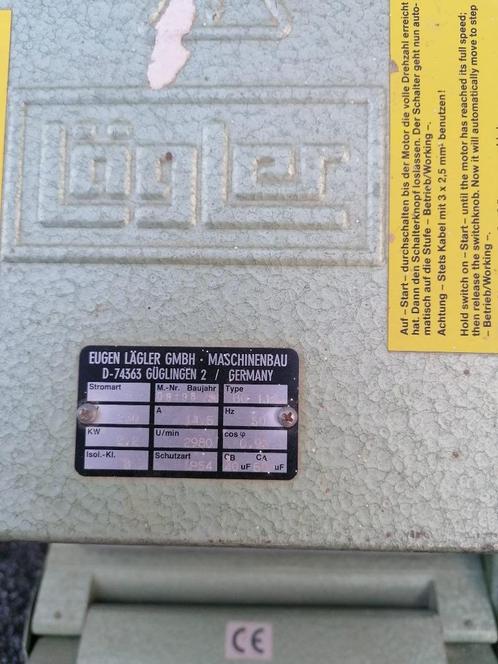 Lägler
EUGEN LÄGLER GMBH · MASCHINENBAU
D-74363 GÜGLINGEN 2 / GERMANY
Stromart M.-Nr. Baujahr Type
V A Hz
50
KW U/min cos φ
2,2 2980
Isol.-Kl. Schutzart CB CA
IP54 uF uF
Auf – Start – durchschalten bis der Motor die volle Drehzahl erreicht
hat. Dann den Schalterknopf loslassen. Der Schalter geht nun auto-
matisch auf die Stufe – Betrieb/Working –.
Achtung – Stets Kabel mit 3 x 2,5 mm² benutzen!
Hold switch on – Start – until the motor has reached its full speed;
then release the switchknob. Now it will automatically move to step
– Betrieb/Working –.
CE